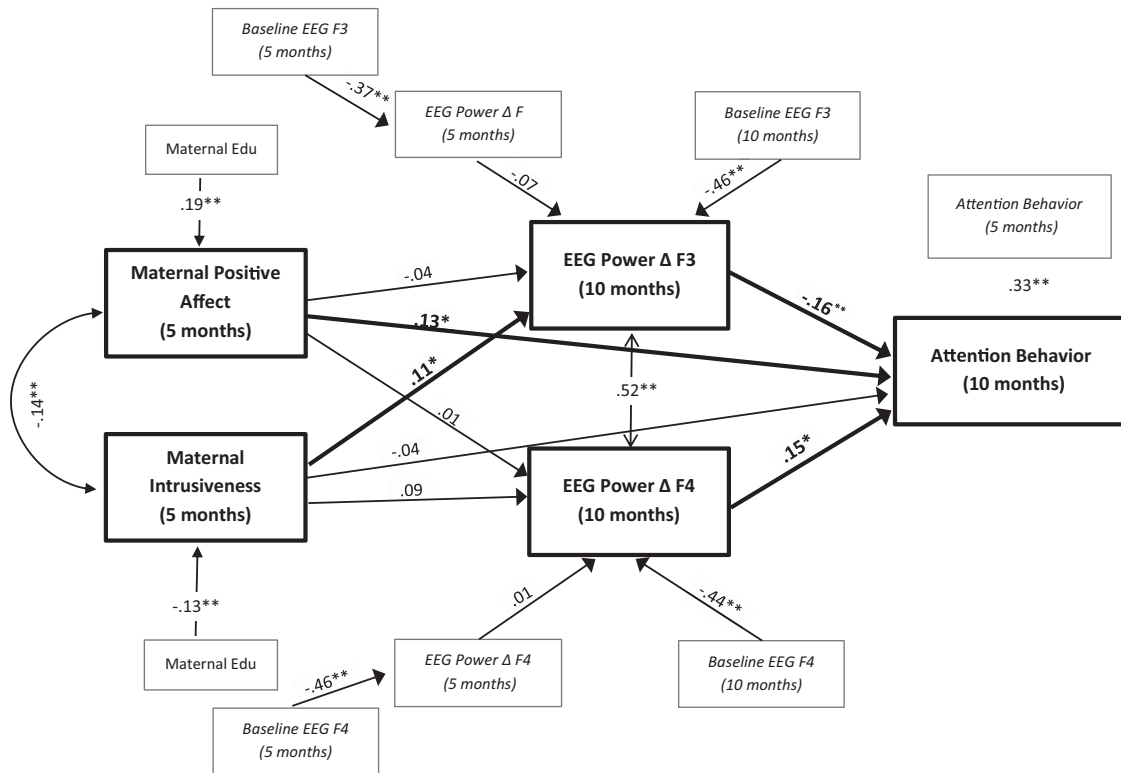 Baseline EEG F3
(5 months)
-.37**
EEG Power Δ F
(5 months)
Baseline EEG F3
(10 months)
Maternal Edu
-.07
-.46**
.19**
Attention Behavior
(5 months)
Maternal Positive
Affect
(5 months)
EEG Power Δ F3
(10 months)
-.04
.33**
-.16**
.13*
Attention Behavior
(10 months)
.11*
.52**
-.14**
.01
-.04
Maternal
Intrusiveness
(5 months)
.15*
EEG Power Δ F4
(10 months)
.09
-.13**
.01
-.44**
Maternal Edu
EEG Power Δ F4
(5 months)
Baseline EEG F4
(10 months)
-.46**
Baseline EEG F4
(5 months)